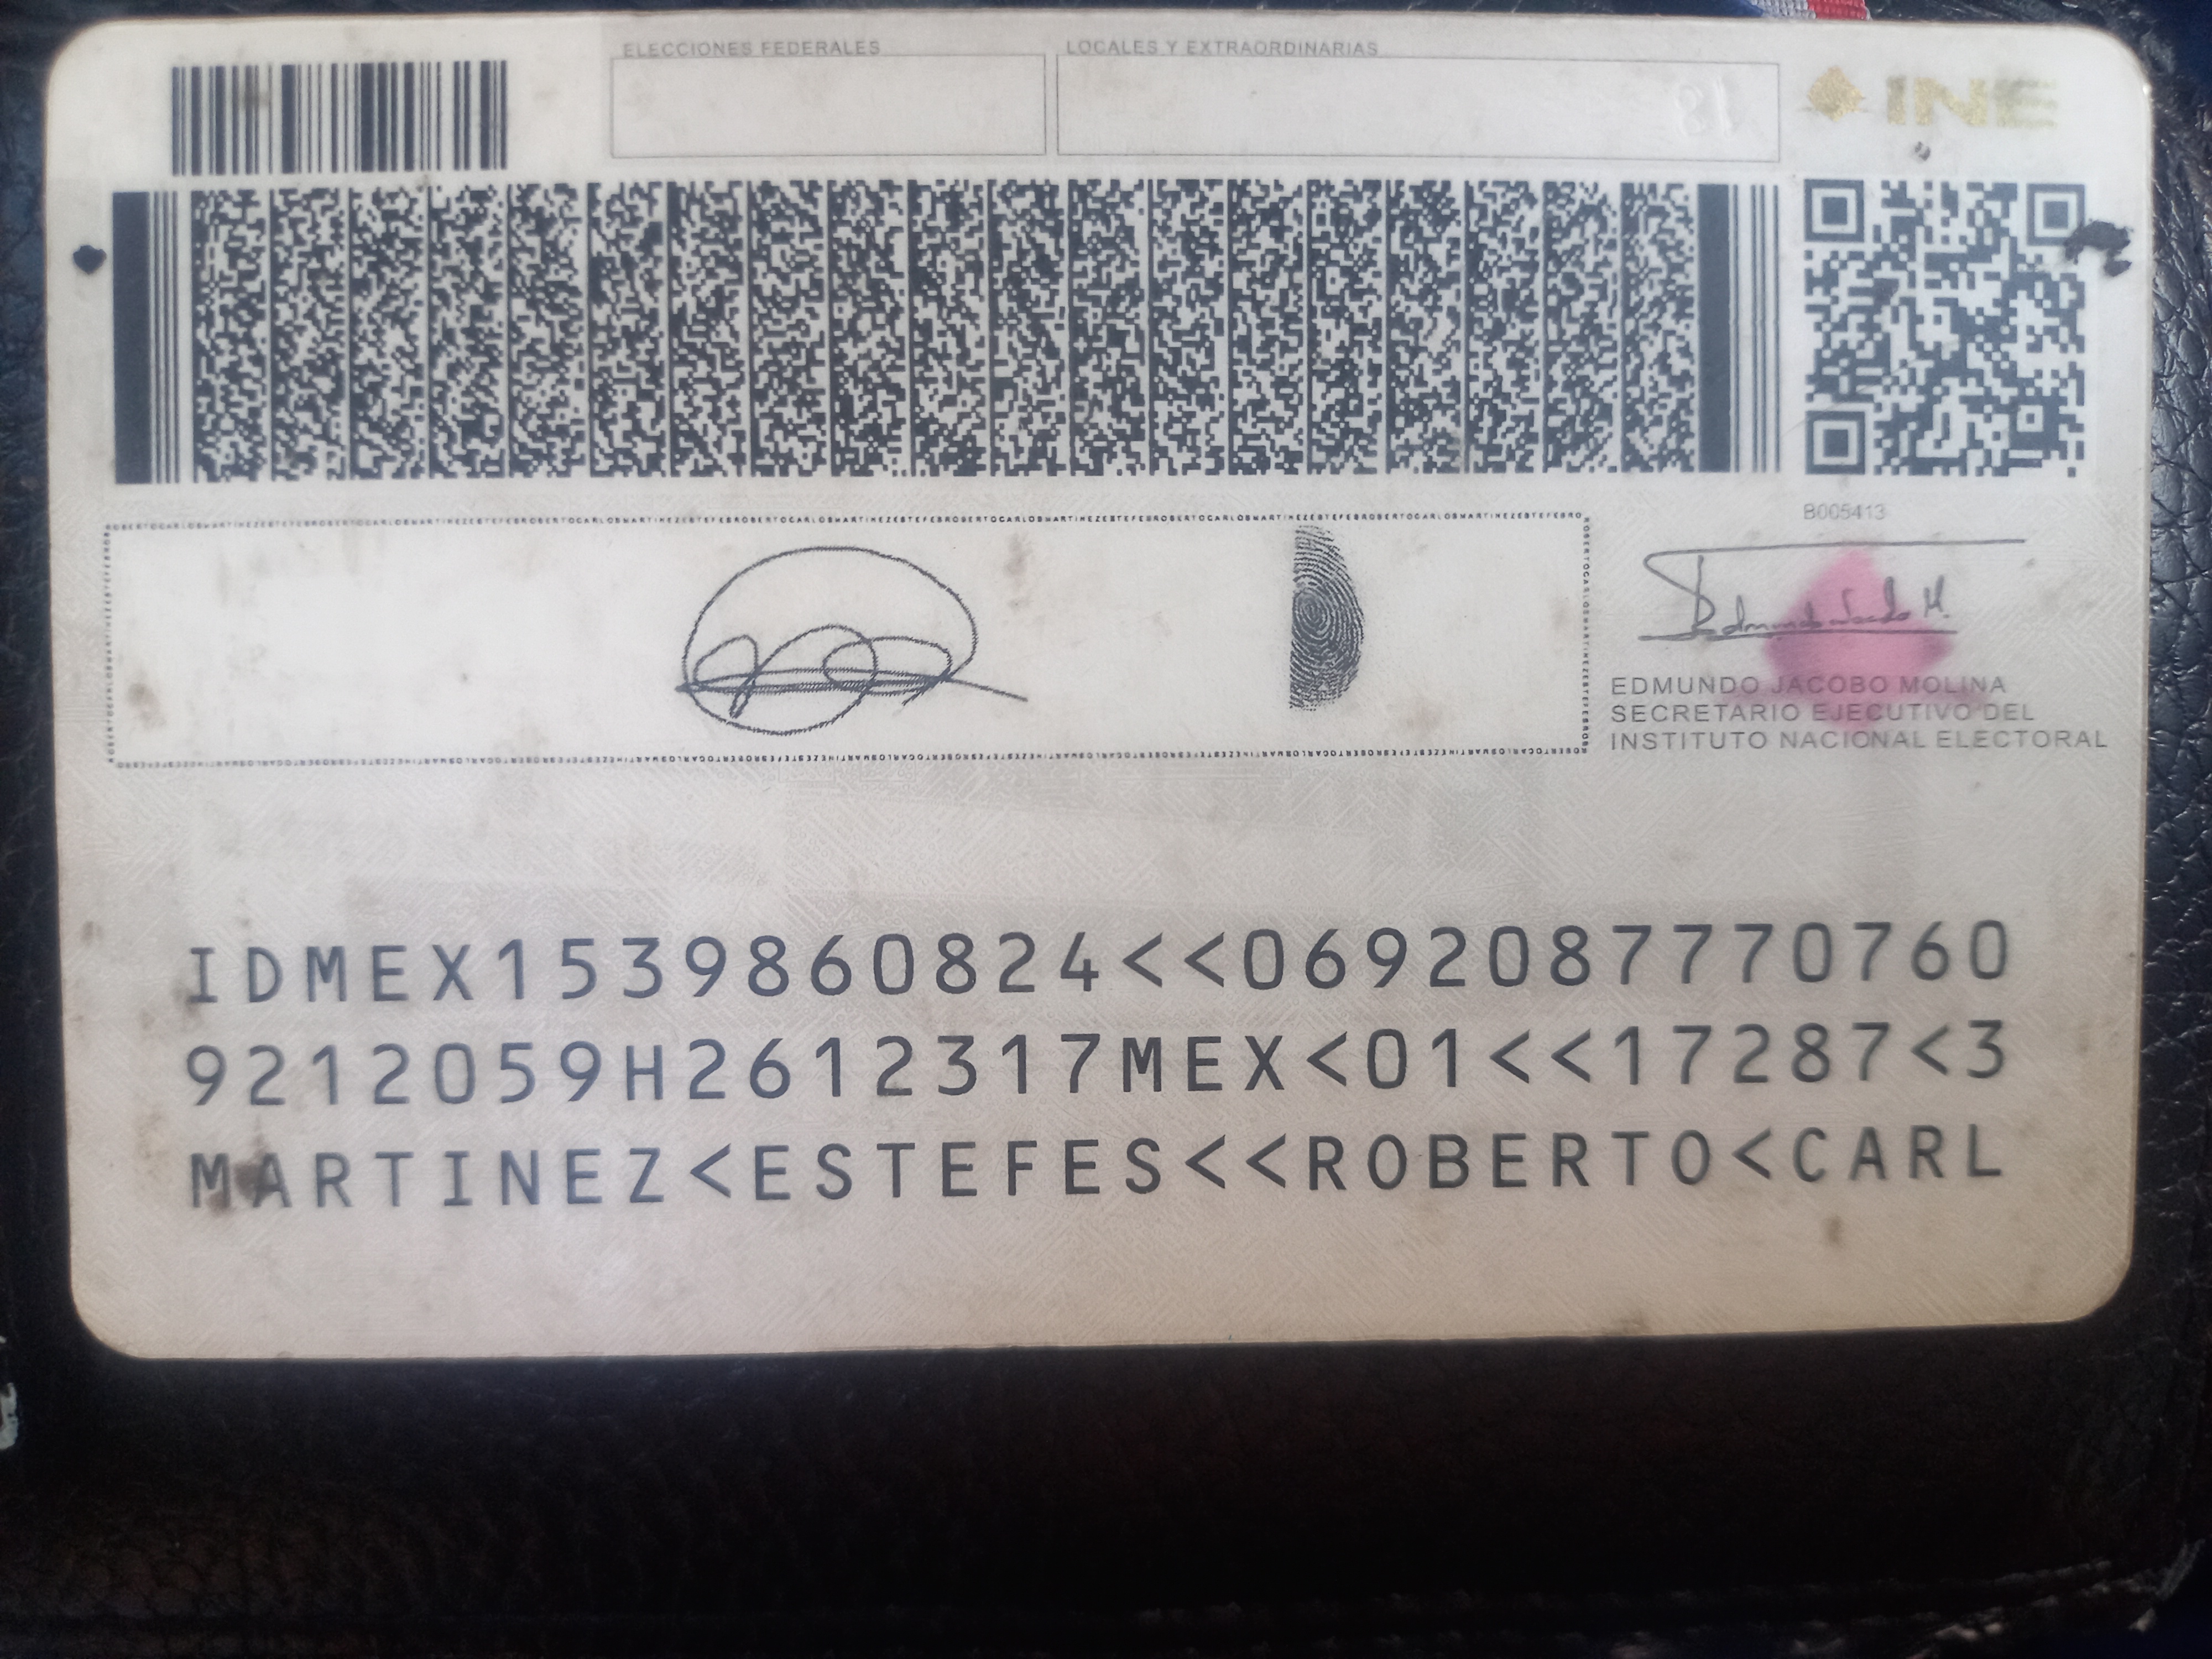 ELECCIONES FEDERALES
LOCALES Y EXTRAORDINARIAS
INE
B005413
EDMUNDO JACOBO MOLINA
SECRETARIO EJECUTIVO DEL
INSTITUTO NACIONAL ELECTORAL
IDMEX1539860824<<0692087770760
9212059H2612317MEX<01<<17287<3
MARTINEZ<ESTEFES<<ROBERTO<CARL